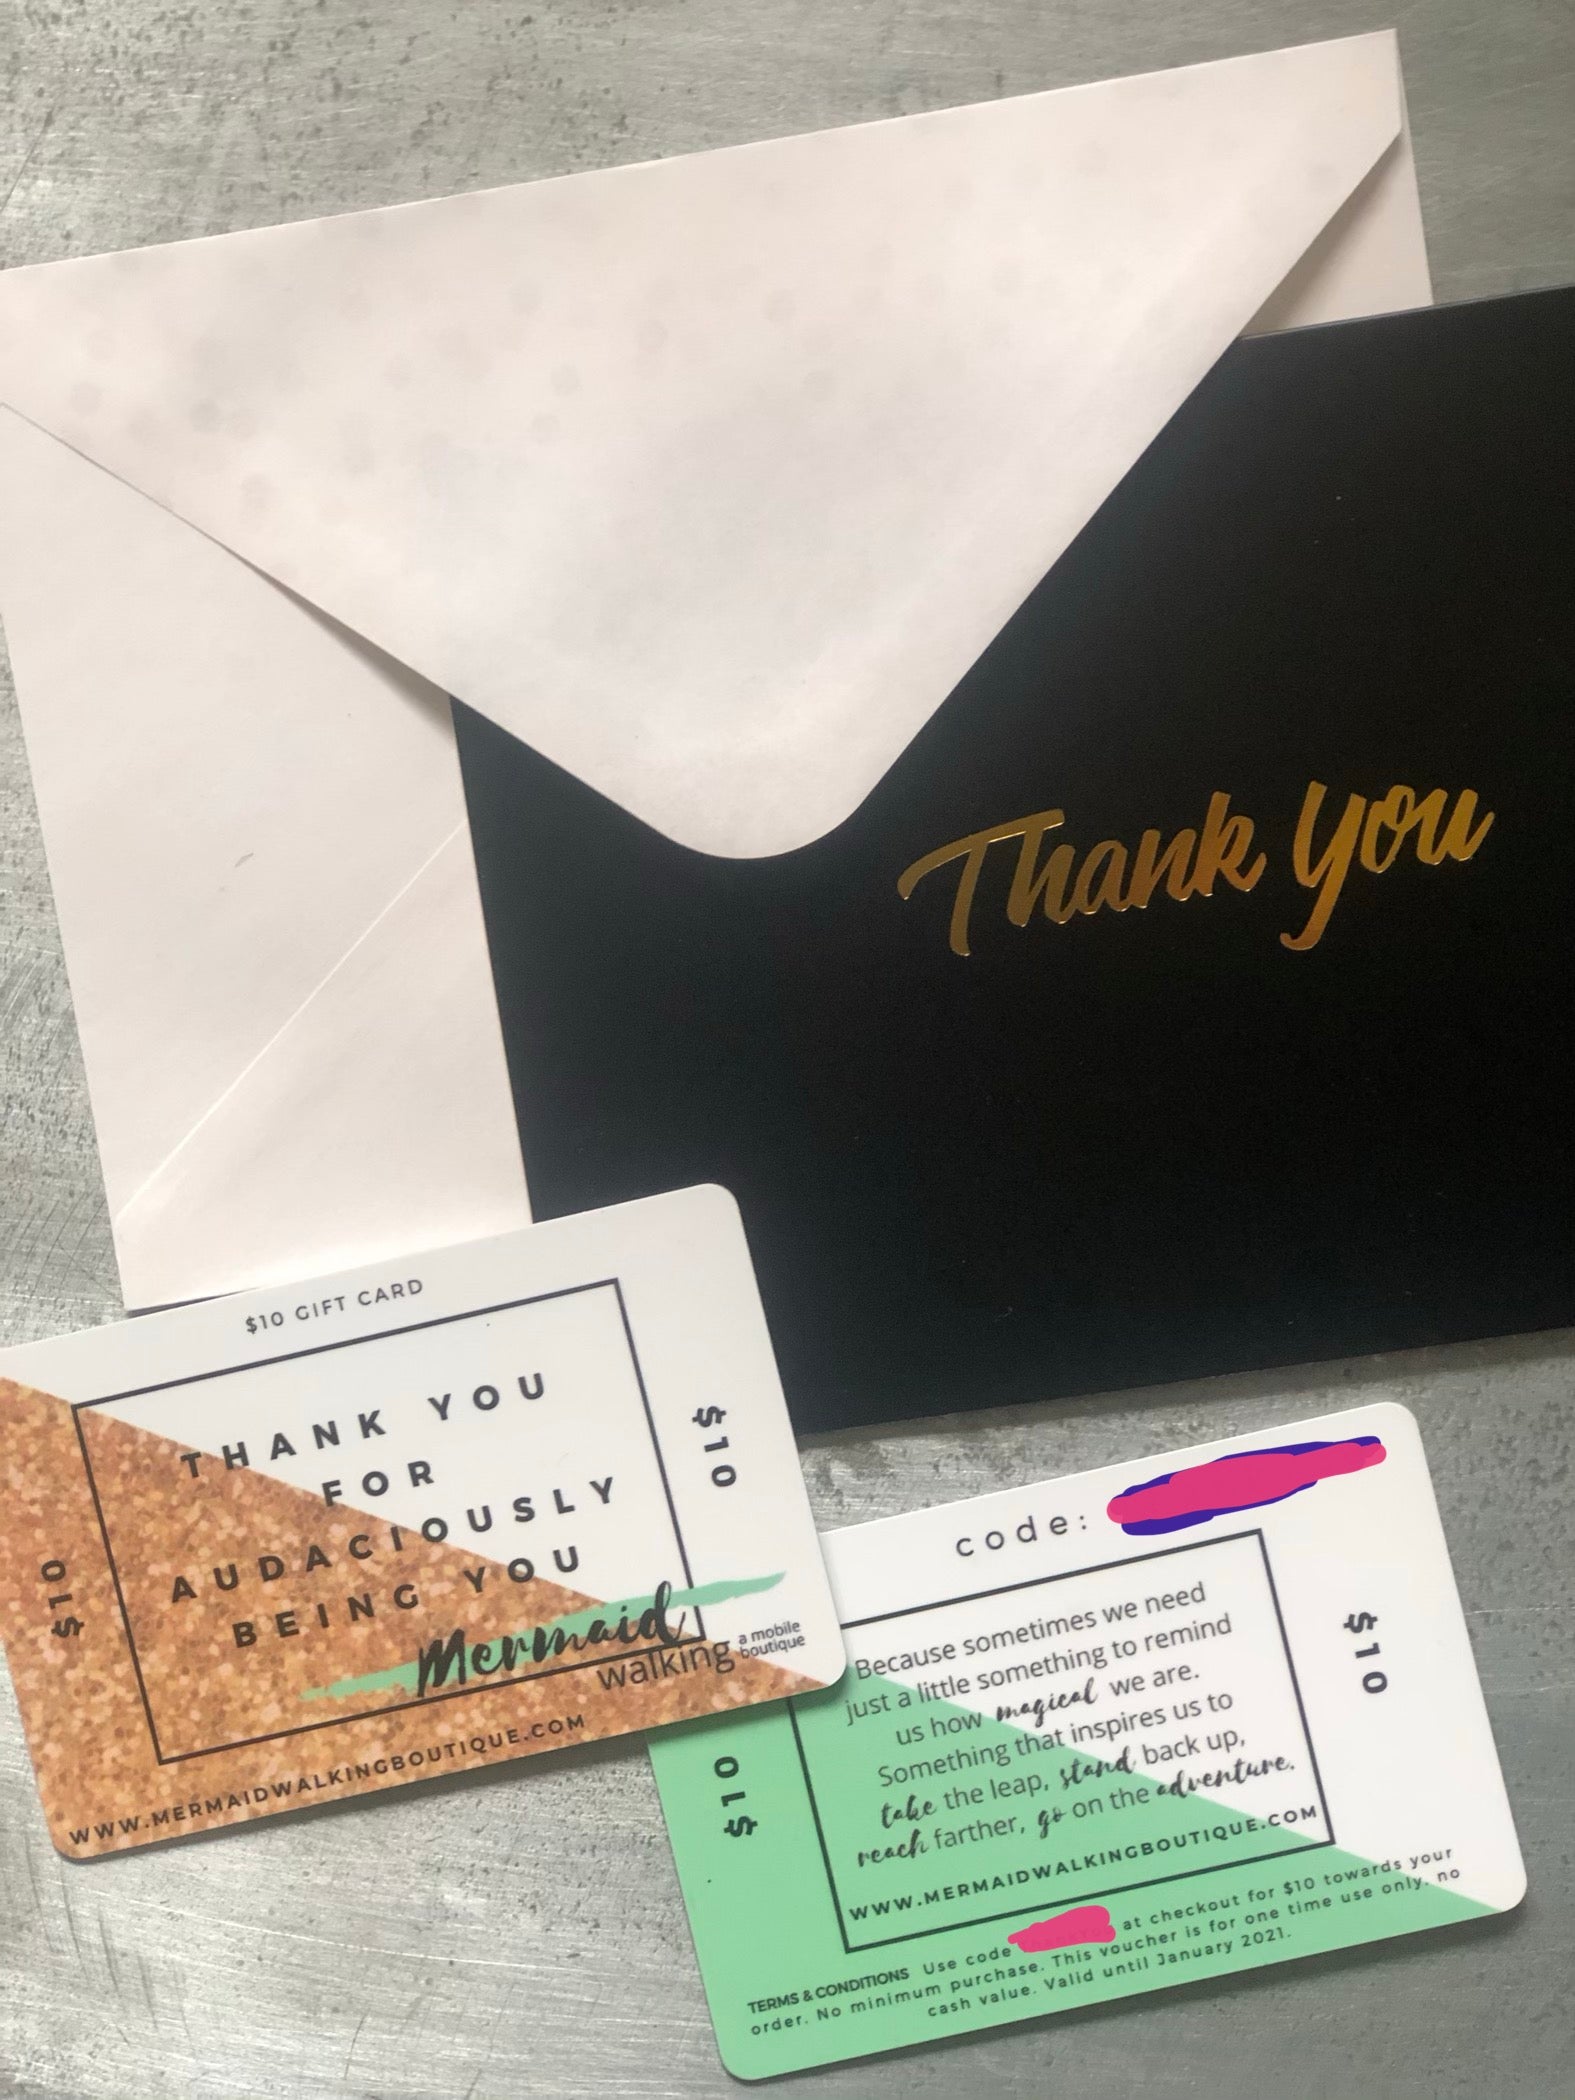 Thank you
$10 GIFT CARD
THANK YOU
FOR
AUDACIOUSLY
BEING YOU
$10
$10
Mermaid
walking
a mobile
boutique
WWW.MERMAIDWALKINGBOUTIQUE.COM
code:
Because sometimes we need
just a little something to remind
us how magical we are.
Something that inspires us to
take the leap, stand back up,
reach farther, go on the adventure.
WWW.MERMAIDWALKINGBOUTIQUE.COM
$10
$10
TERMS & CONDITIONS Use code at checkout for $10 towards your
order. No minimum purchase. This voucher is for one time use only. no
cash value. Valid until January 2021.